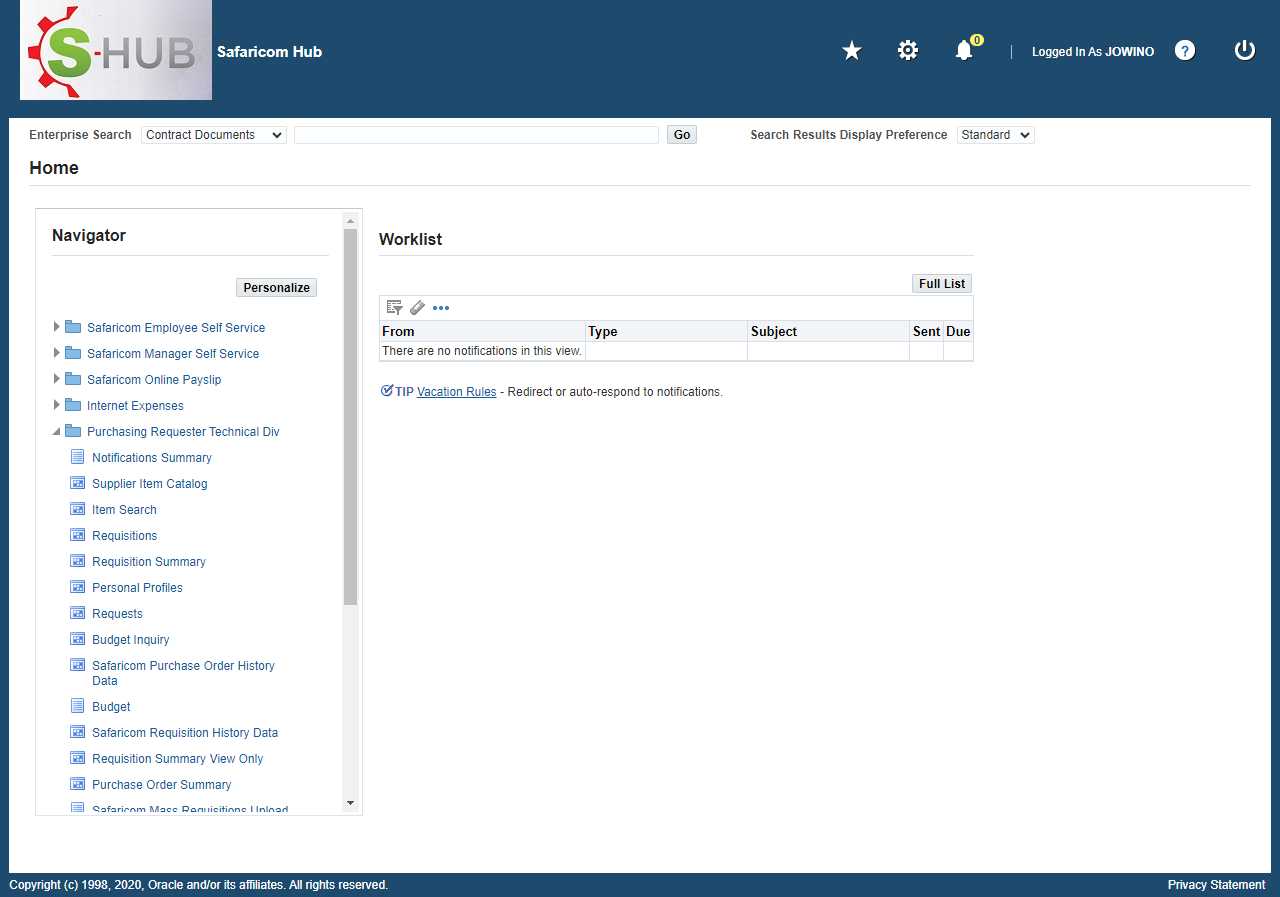 S-HUB
Safaricom Hub
0
Logged In As JOWINO
?
Enterprise Search Contract Documents Go Search Results Display Preference Standard
Home
Navigator
Personalize
Safaricom Employee Self Service
Safaricom Manager Self Service
Safaricom Online Payslip
Internet Expenses
Purchasing Requester Technical Div
Notifications Summary
Supplier Item Catalog
Item Search
Requisitions
Requisition Summary
Personal Profiles
Requests
Budget Inquiry
Safaricom Purchase Order History
Data
Budget
Safaricom Requisition History Data
Requisition Summary View Only
Purchase Order Summary
Safaricom Mass Requisitions Upload
Worklist
Full List
From Type Subject Sent Due
There are no notifications in this view.
TIP Vacation Rules - Redirect or auto-respond to notifications.
Copyright (c) 1998, 2020, Oracle and/or its affiliates. All rights reserved.
Privacy Statement